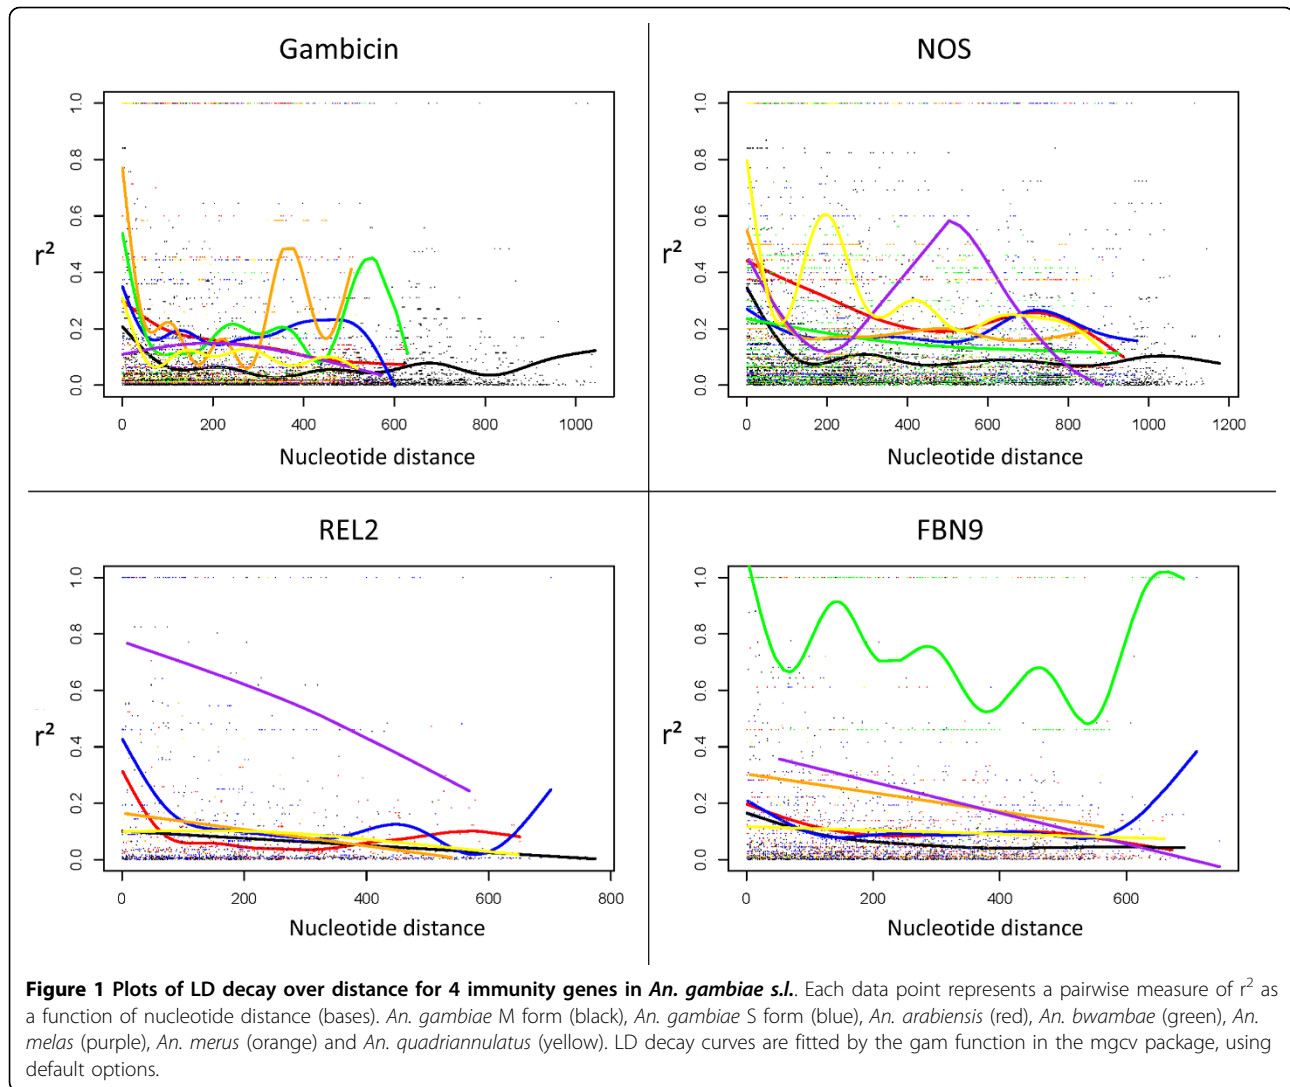 Gambicin
1.0
0.8
0.6
0.4
0.2
0.0
r²
0 200 400 600 800 1000
Nucleotide distance
NOS
1.0
0.8
0.6
0.4
0.2
0.0
r²
0 200 400 600 800 1000 1200
Nucleotide distance
REL2
1.0
0.8
0.6
0.4
0.2
0.0
r²
0 200 400 600 800
Nucleotide distance
FBN9
1.0
0.8
0.6
0.4
0.2
0.0
r²
0 200 400 600
Nucleotide distance
Figure 1 Plots of LD decay over distance for 4 immunity genes in An. gambiae s.l.. Each data point represents a pairwise measure of r² as
a function of nucleotide distance (bases). An. gambiae M form (black), An. gambiae S form (blue), An. arabiensis (red), An. bwambae (green), An.
melas (purple), An. merus (orange) and An. quadriannulatus (yellow). LD decay curves are fitted by the gam function in the mgcv package, using
default options.